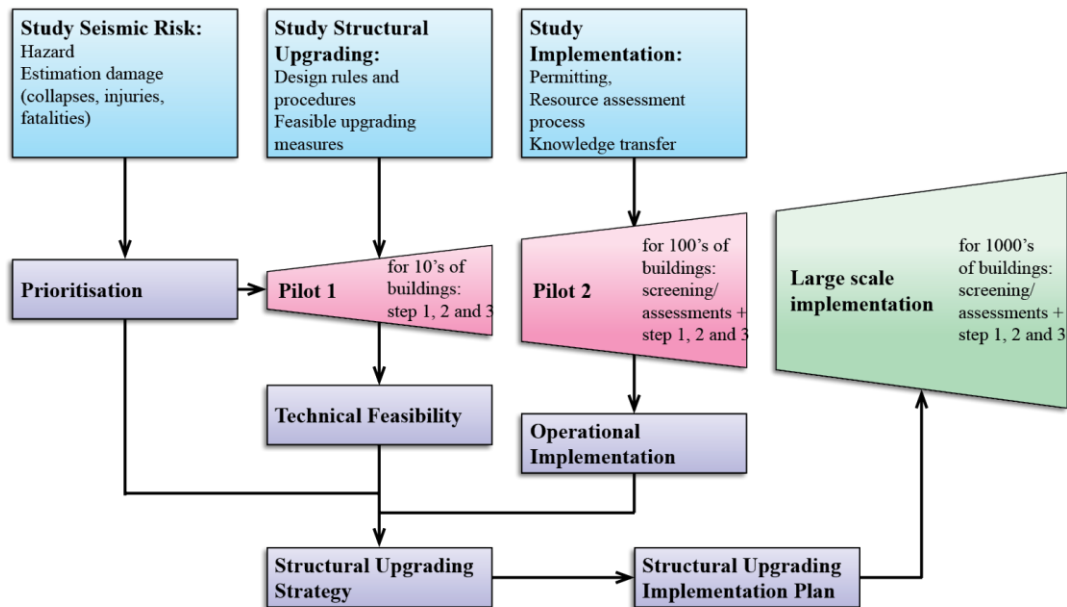 Study Seismic Risk:
Hazard
Estimation damage
(collapses, injuries,
fatalities)
Study Structural
Upgrading:
Design rules and
procedures
Feasible upgrading
measures
Study
Implementation:
Permitting,
Resource assessment
process
Knowledge transfer
Prioritisation
Pilot 1
for 10’s of
buildings:
step 1, 2 and 3
Pilot 2
for 100’s of
buildings:
screening/
assessments +
step 1, 2 and 3
Large scale
implementation
for 1000’s
of buildings:
screening/
assessments +
step 1, 2 and 3
Technical Feasibility
Operational
Implementation
Structural Upgrading
Strategy
Structural Upgrading
Implementation Plan